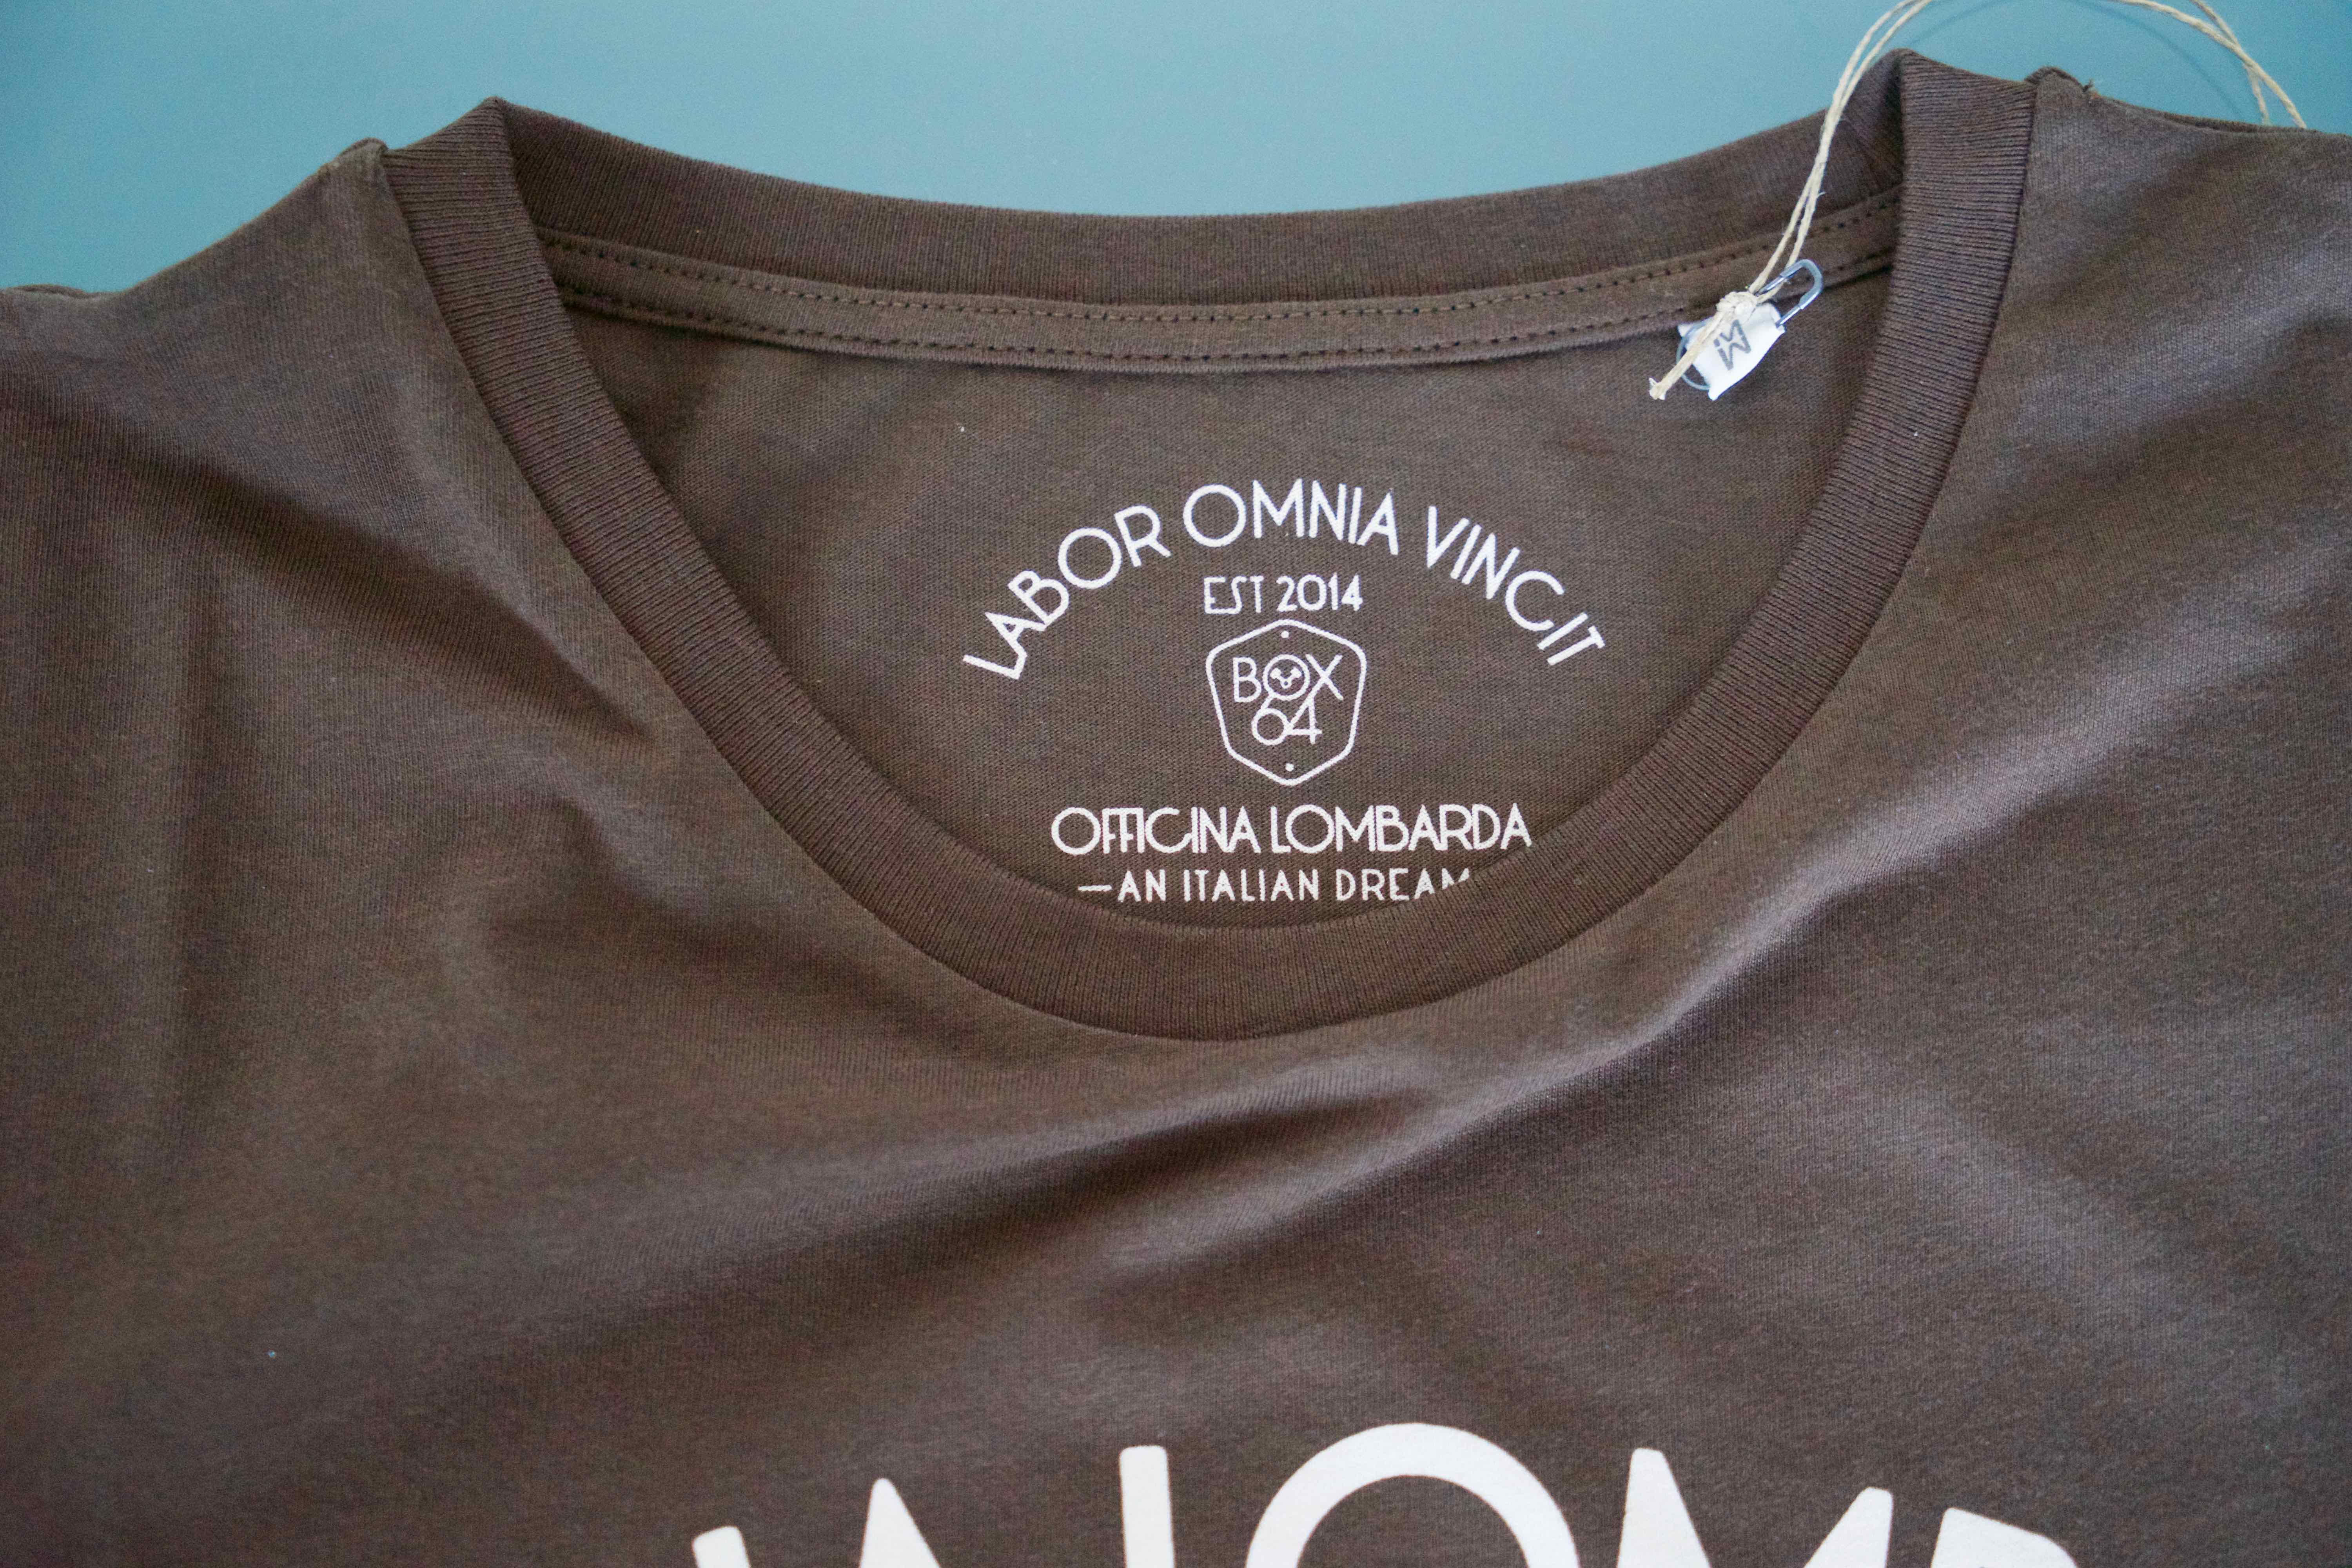 LABOR OMNIA VINCIT
EST 2014
BOX
64
OFFICINA LOMBARDA
—AN ITALIAN DREAM
M